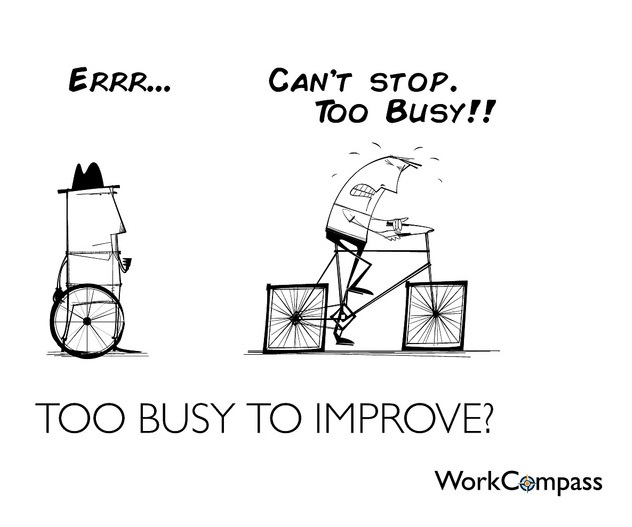 Errr...
Can't stop.
Too Busy!!
TOO BUSY TO IMPROVE?
WorkCompass